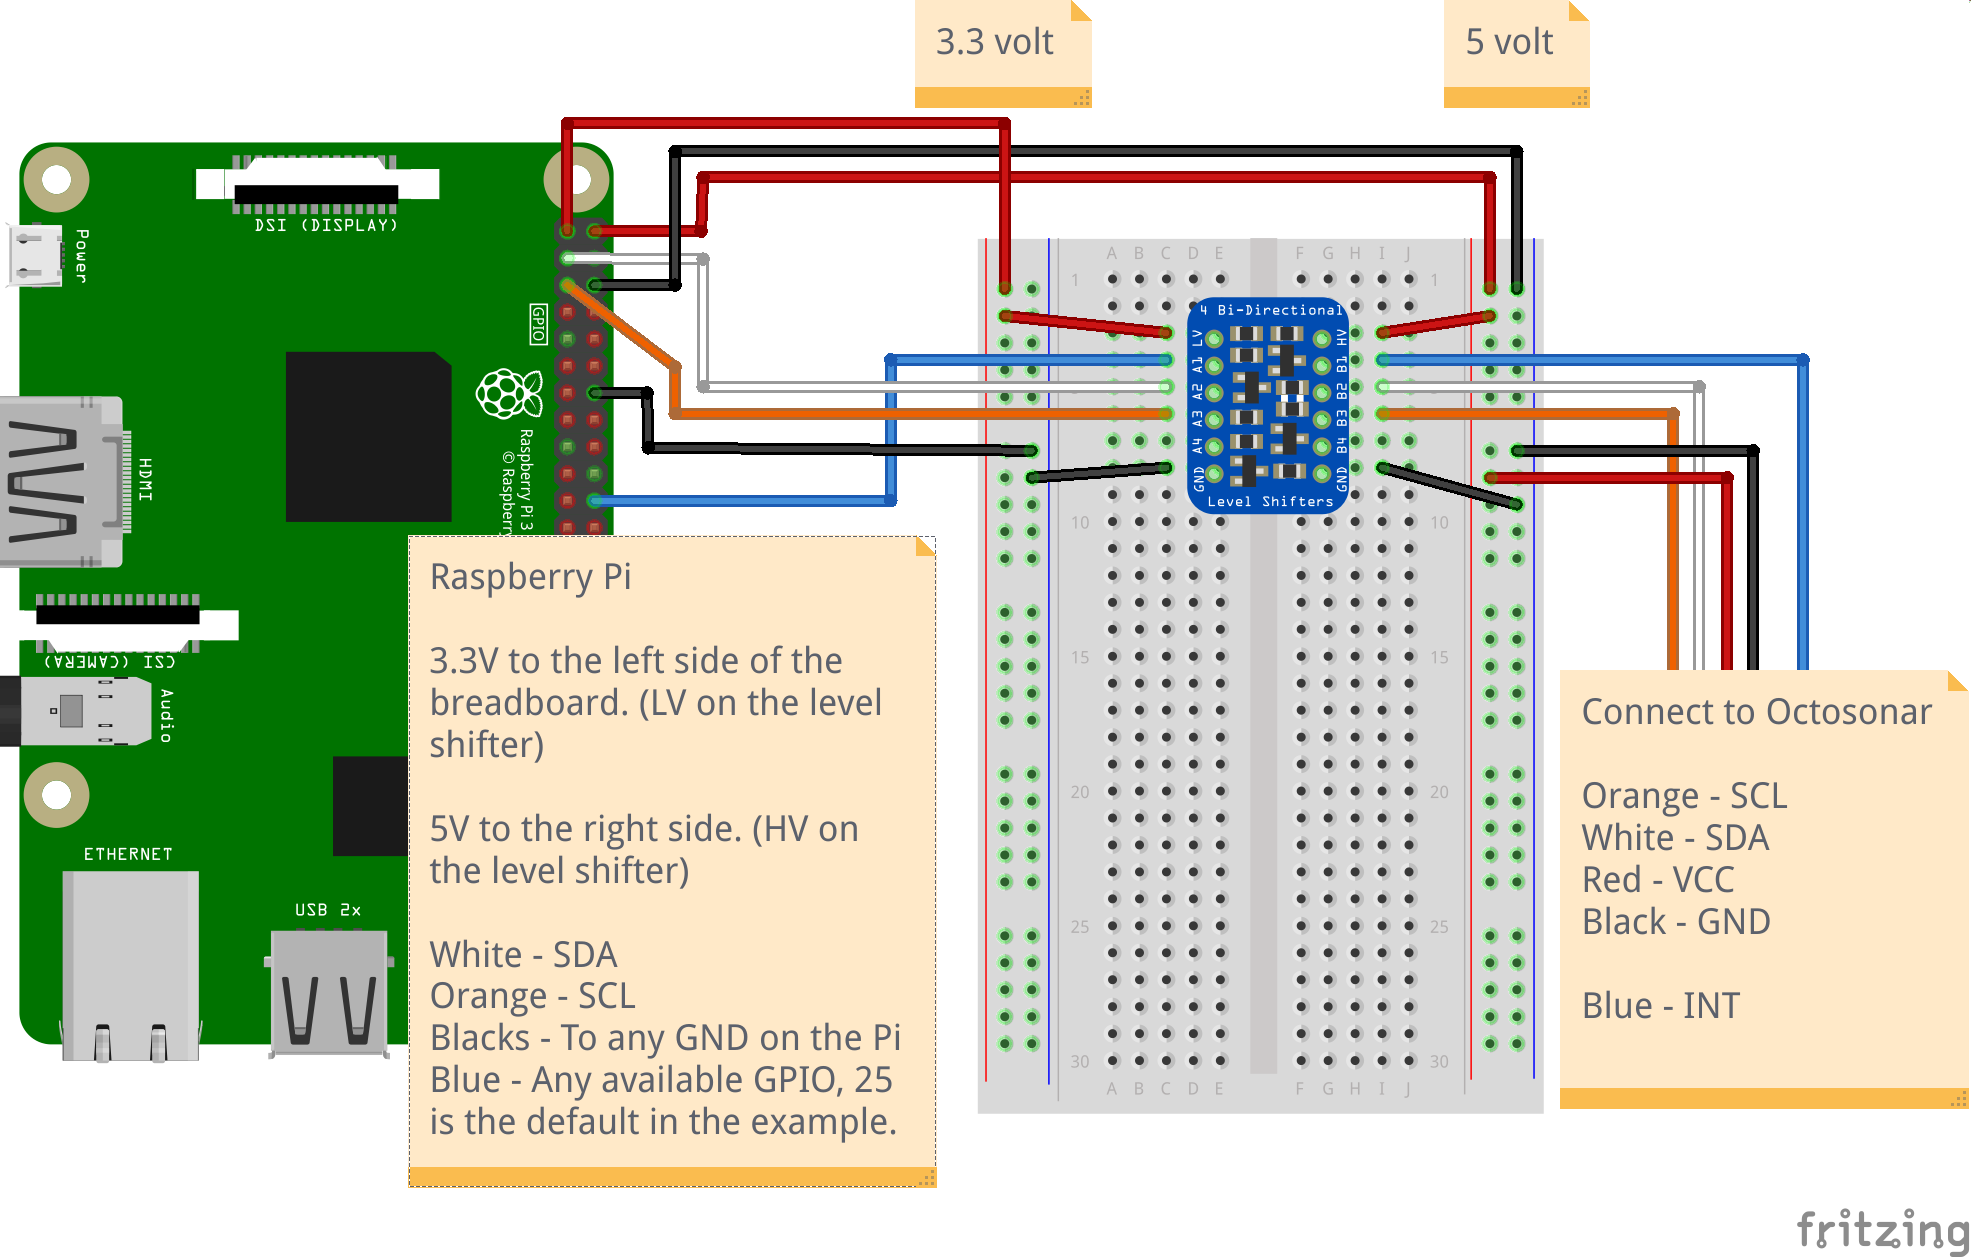 3.3 volt
5 volt
DSI (DISPLAY)
Power
GPIO
HDMI
Raspberry Pi 3
© Raspberry
CSI (CAMERA)
Audio
ETHERNET
USB 2x
A B C D E F G H I J
1 1
4 Bi-Directional
LV HV
A1 B1
A2 B2
A3 B3
A4 B4
GND GND
Level Shifters
10 10
15 15
20 20
25 25
30 30
A B C D E F G H I J
Raspberry Pi
3.3V to the left side of the
breadboard. (LV on the level
shifter)
5V to the right side. (HV on
the level shifter)
White - SDA
Orange - SCL
Blacks - To any GND on the Pi
Blue - Any available GPIO, 25
is the default in the example.
Connect to Octosonar
Orange - SCL
White - SDA
Red - VCC
Black - GND
Blue - INT
fritzing